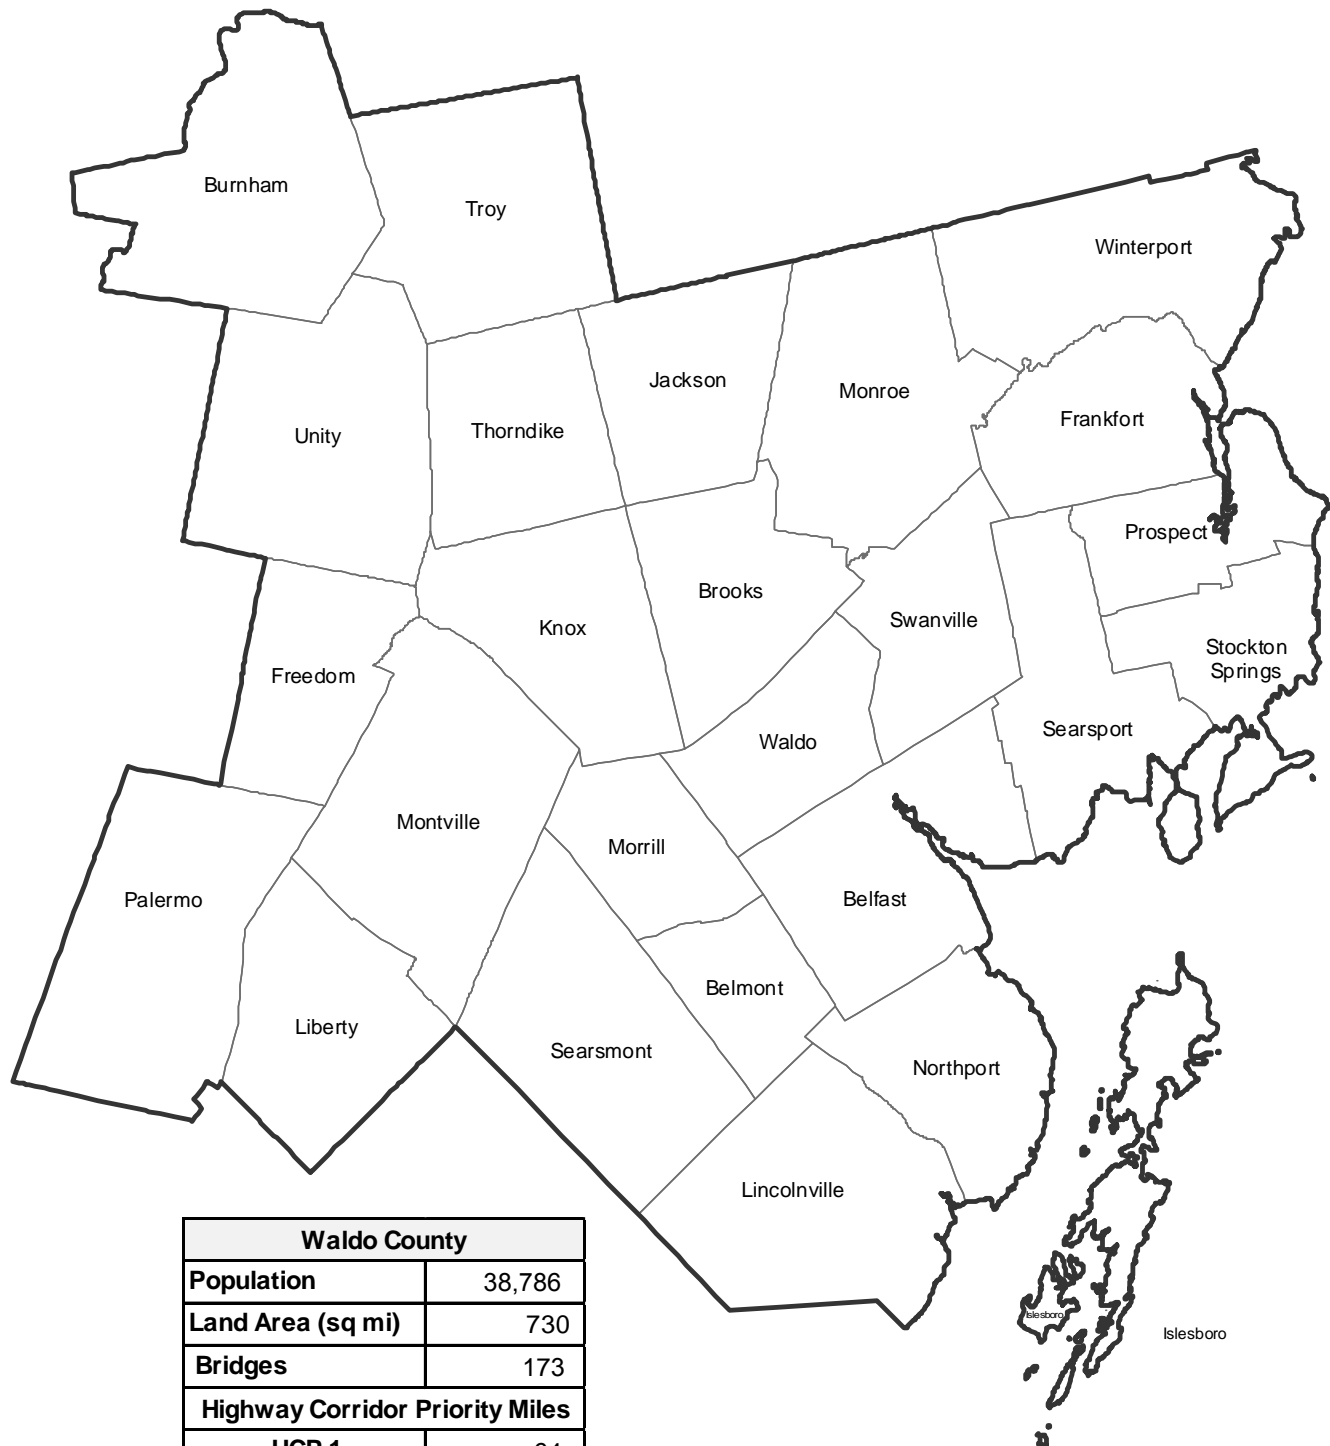 Burnham
Troy
Winterport
Jackson
Monroe
Frankfort
Unity
Thorndike
Prospect
Brooks
Swanville
Knox
Stockton
Springs
Freedom
Searsport
Waldo
Montville
Morrill
Belfast
Palermo
Belmont
Liberty
Searsmont
Northport
Lincolnville
Islesboro
Islesboro
Waldo County
Population 38,786
Land Area (sq mi) 730
Bridges 173
Highway Corridor Priority Miles